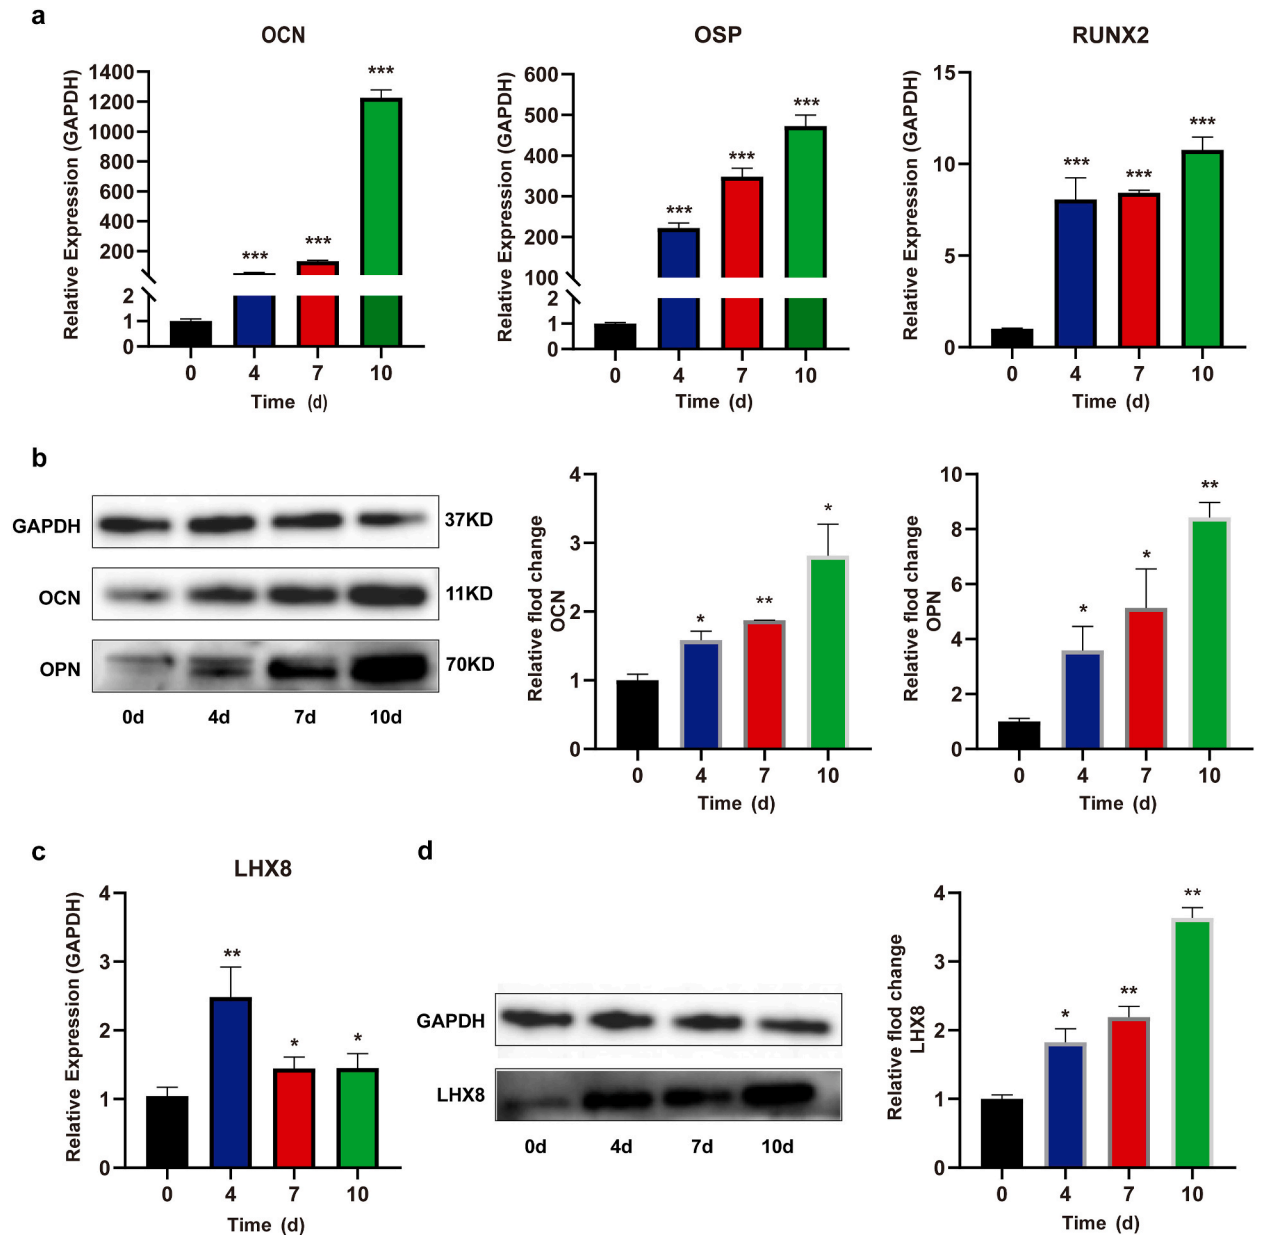 a
OCN
Relative Expression (GAPDH)
1400
1200
1000
800
600
400
200
2
1
0
***
***
***
0 4 7 10
Time (d)
OSP
Relative Expression (GAPDH)
600
500
400
300
200
100
2
1
0
***
***
***
0 4 7 10
Time (d)
RUNX2
Relative Expression (GAPDH)
15
10
5
0
***
***
***
0 4 7 10
Time (d)
b
GAPDH 37KD
OCN 11KD
OPN 70KD
0d 4d 7d 10d
Relative flod change
OCN
4
3
2
1
0
*
**
*
0 4 7 10
Time (d)
Relative flod change
OPN
10
8
6
4
2
0
*
*
**
0 4 7 10
Time (d)
c
LHX8
Relative Expression (GAPDH)
4
3
2
1
0
**
*
*
0 4 7 10
Time (d)
d
GAPDH
LHX8
0d 4d 7d 10d
Relative flod change
LHX8
4
3
2
1
0
*
**
**
0 4 7 10
Time (d)